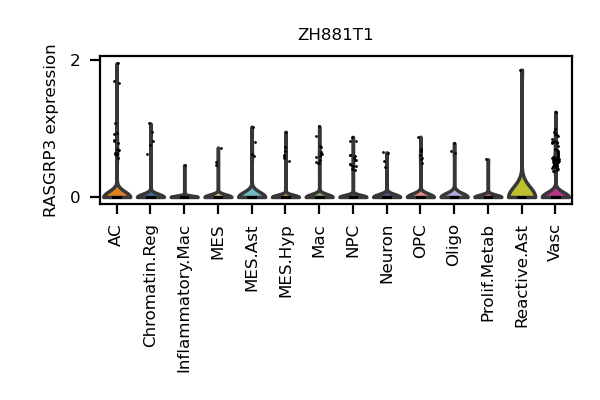 ZH881T1
RASGRP3 expression
2
0
AC
Chromatin.Reg
Inflammatory.Mac
MES
MES.Ast
MES.Hyp
Mac
NPC
Neuron
OPC
Oligo
Prolif.Metab
Reactive.Ast
Vasc